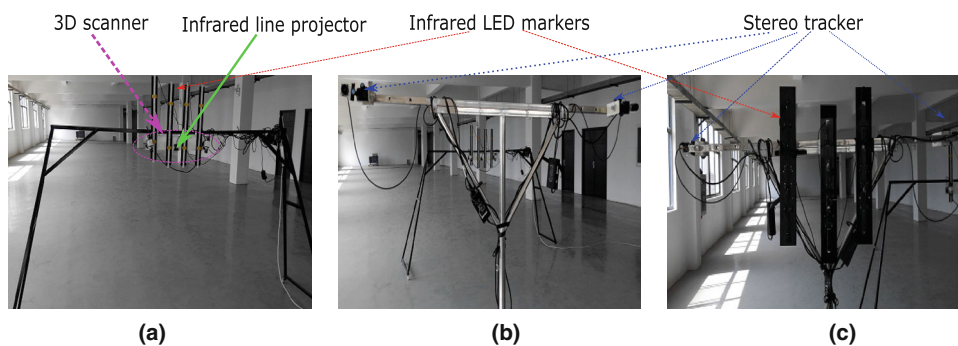 3D scanner Infrared line projector Infrared LED markers Stereo tracker
(a) (b) (c)